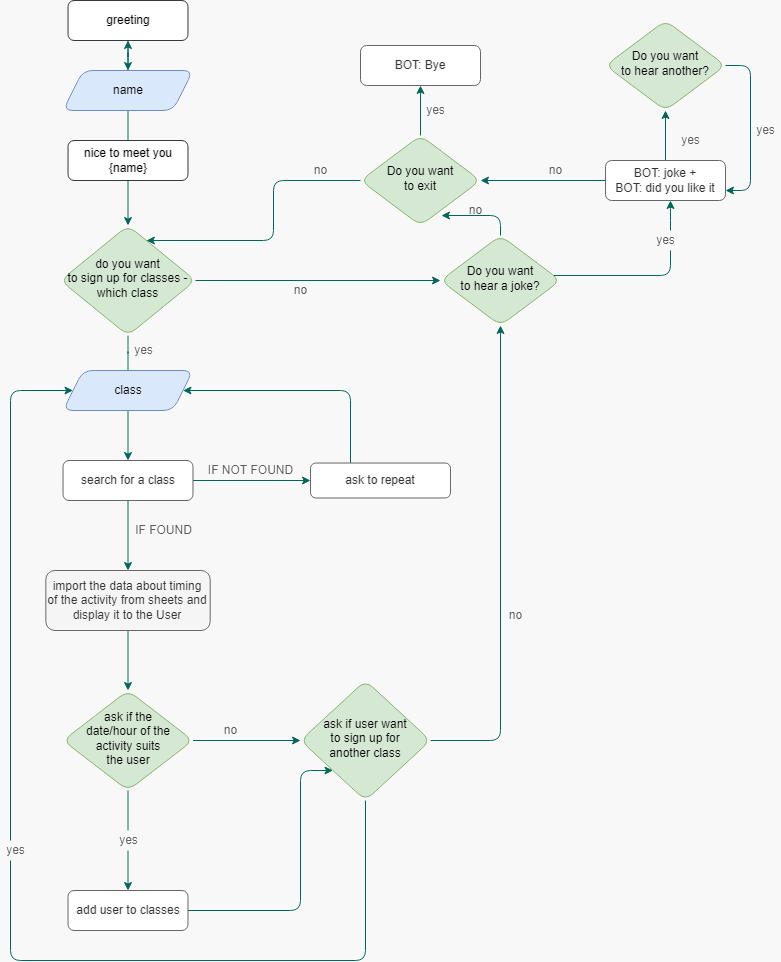 greeting
name
nice to meet you
{name}
do you want
to sign up for classes -
which class
yes
no
class
search for a class
IF NOT FOUND
ask to repeat
IF FOUND
import the data about timing
of the activity from sheets and
display it to the User
ask if the
date/hour of the
activity suits
the user
no
yes
add user to classes
ask if user want
to sign up for
another class
yes
no
Do you want
to hear a joke?
no
yes
BOT: joke +
BOT: did you like it
yes
Do you want
to hear another?
yes
no
Do you want
to exit
no
yes
BOT: Bye